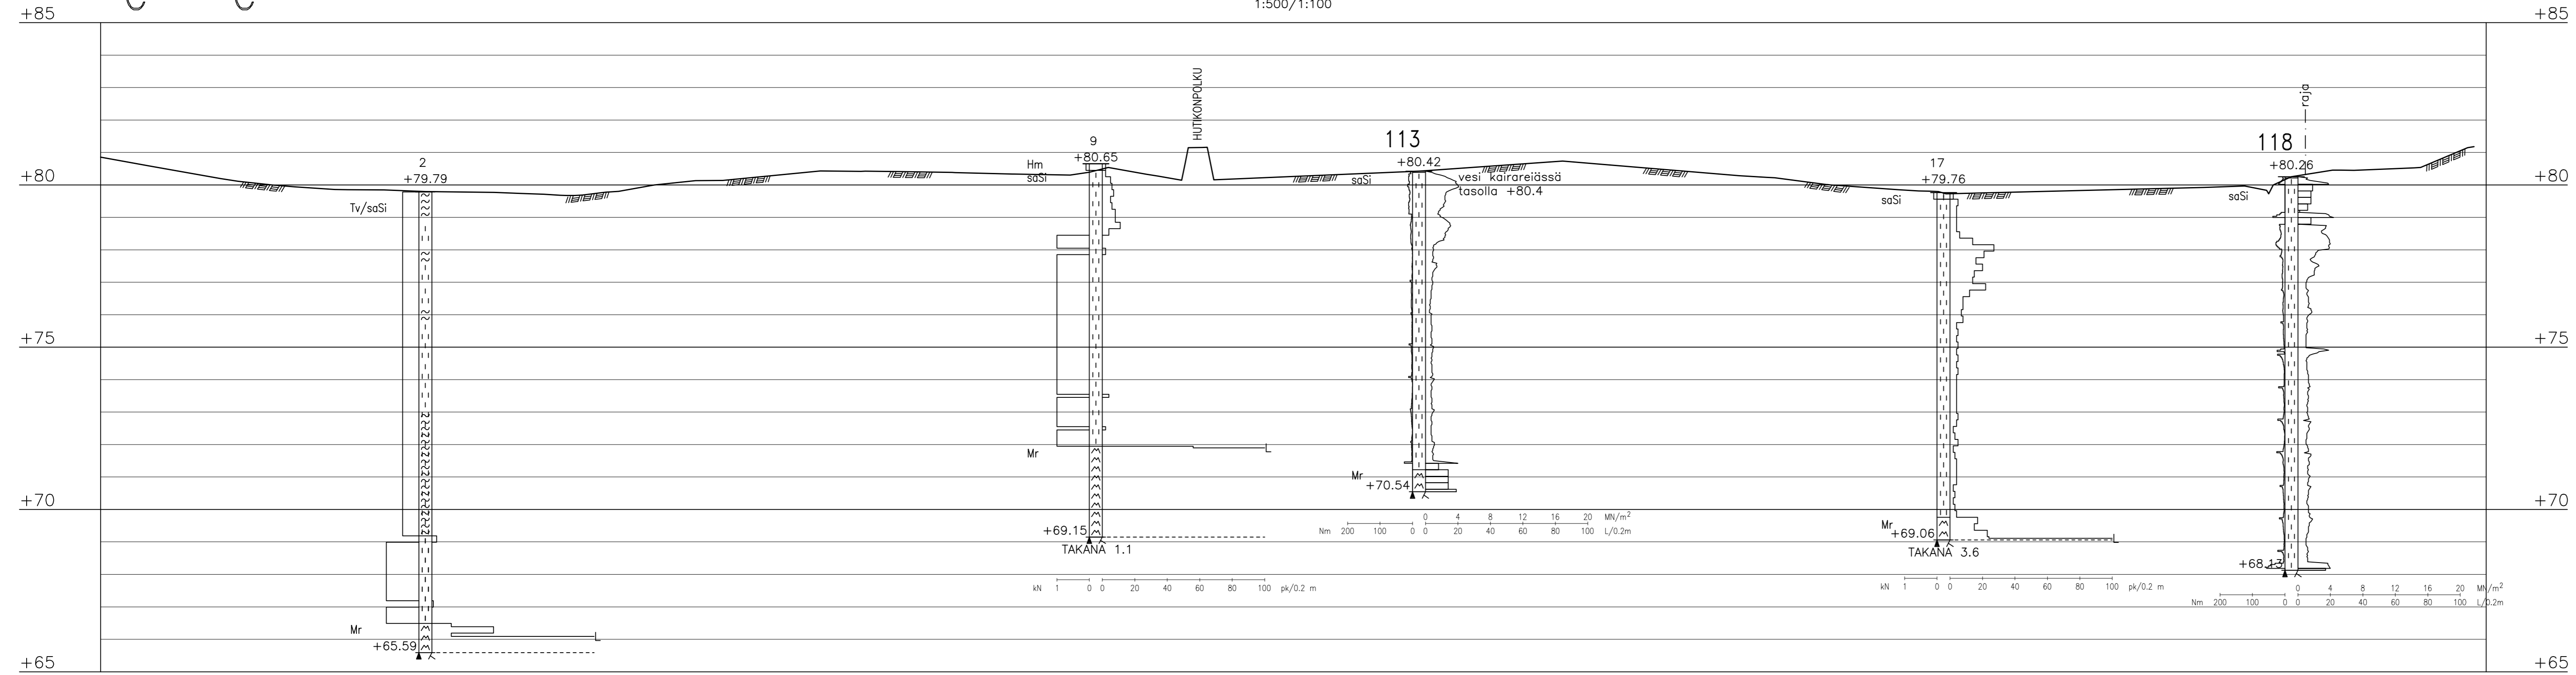 1:500/1:100
+85 +85
HUTIKONPOLKU
raja
2
+79.79
9
+80.65
Hm
saSi
113
+80.42
saSi
vesi kairareiässä
tasolla +80.4
17
+79.76
saSi
118
+80.26
saSi
+80 +80
Tv/saSi
+75 +75
Mr
Mr
+70.54
+70 +70
0 4 8 12 16 20 MN/m²
Nm 200 100 0 0 20 40 60 80 100 L/0.2m
+69.15
TAKANA 1.1
L
kN 1 0 0 20 40 60 80 100 pk/0.2 m
Mr
+69.06
TAKANA 3.6
L
kN 1 0 0 20 40 60 80 100 pk/0.2 m
+68.13
0 4 8 12 16 20 MN/m²
Nm 200 100 0 0 20 40 60 80 100 L/0.2m
Mr
+65.59
L
+65 +65